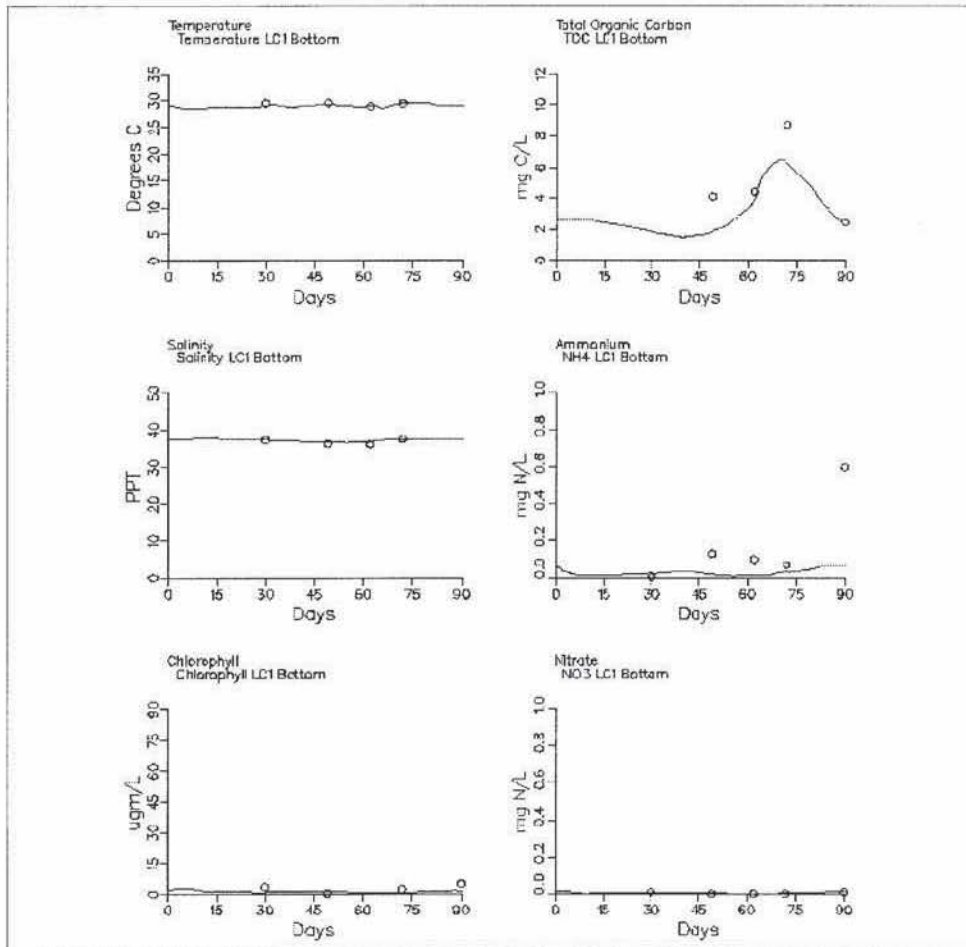 Temperature
Temperature LC1 Bottom
Degrees C
35
30
25
20
15
10
5
0
0 15 30 45 60 75 90
Days
Total Organic Carbon
TOC LC1 Bottom
mg C/L
12
10
8
6
4
2
0
0 15 30 45 60 75 90
Days
Salinity
Salinity LC1 Bottom
PPT
50
40
30
20
10
0
0 15 30 45 60 75 90
Days
Ammonium
NH4 LC1 Bottom
mg N/L
1.0
0.8
0.6
0.4
0.2
0.0
0 15 30 45 60 75 90
Days
Chlorophyll
Chlorophyll LC1 Bottom
ugm/L
90
75
60
45
30
15
0
0 15 30 45 60 75 90
Days
Nitrate
NO3 LC1 Bottom
mg N/L
1.0
0.8
0.6
0.4
0.2
0.0
0 15 30 45 60 75 90
Days